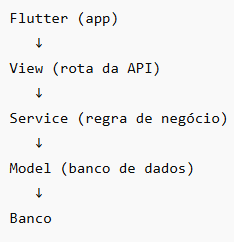 Flutter (app)
↓
View (rota da API)
↓
Service (regra de negócio)
↓
Model (banco de dados)
↓
Banco